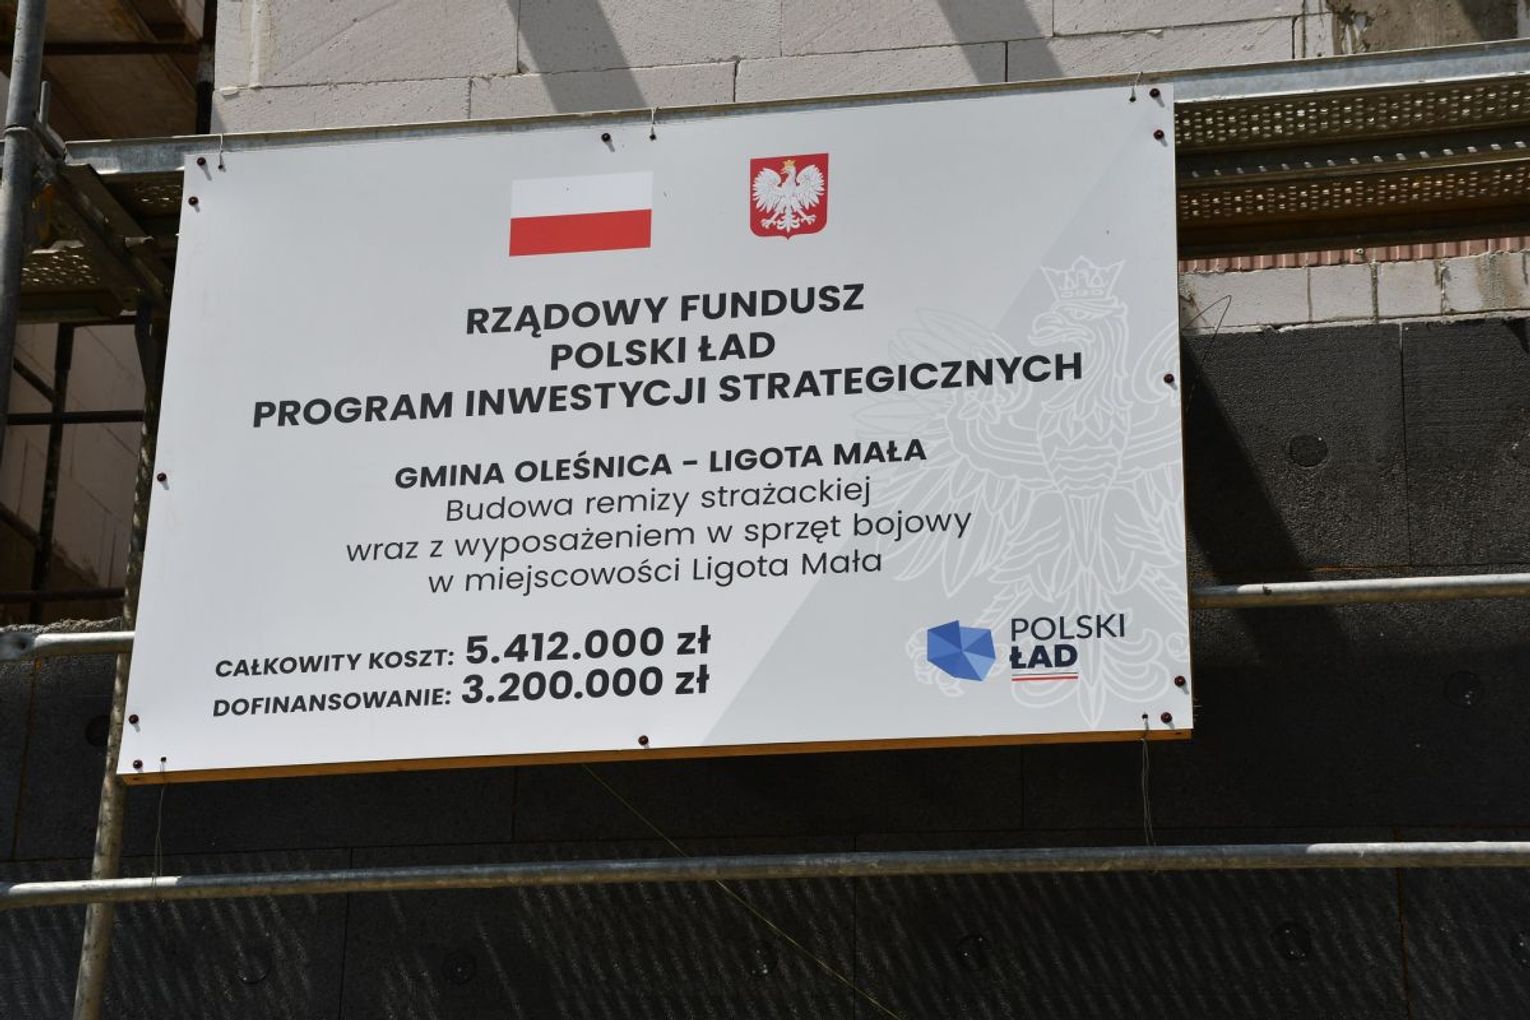 RZĄDOWY FUNDUSZ
POLSKI ŁAD
PROGRAM INWESTYCJI STRATEGICZNYCH
GMINA OLEŚNICA - LIGOTA MAŁA
Budowa remizy strażackiej
wraz z wyposażeniem w sprzęt bojowy
w miejscowości Ligota Mała
CAŁKOWITY KOSZT: 5.412.000 zł
DOFINANSOWANIE: 3.200.000 zł
POLSKI
ŁAD